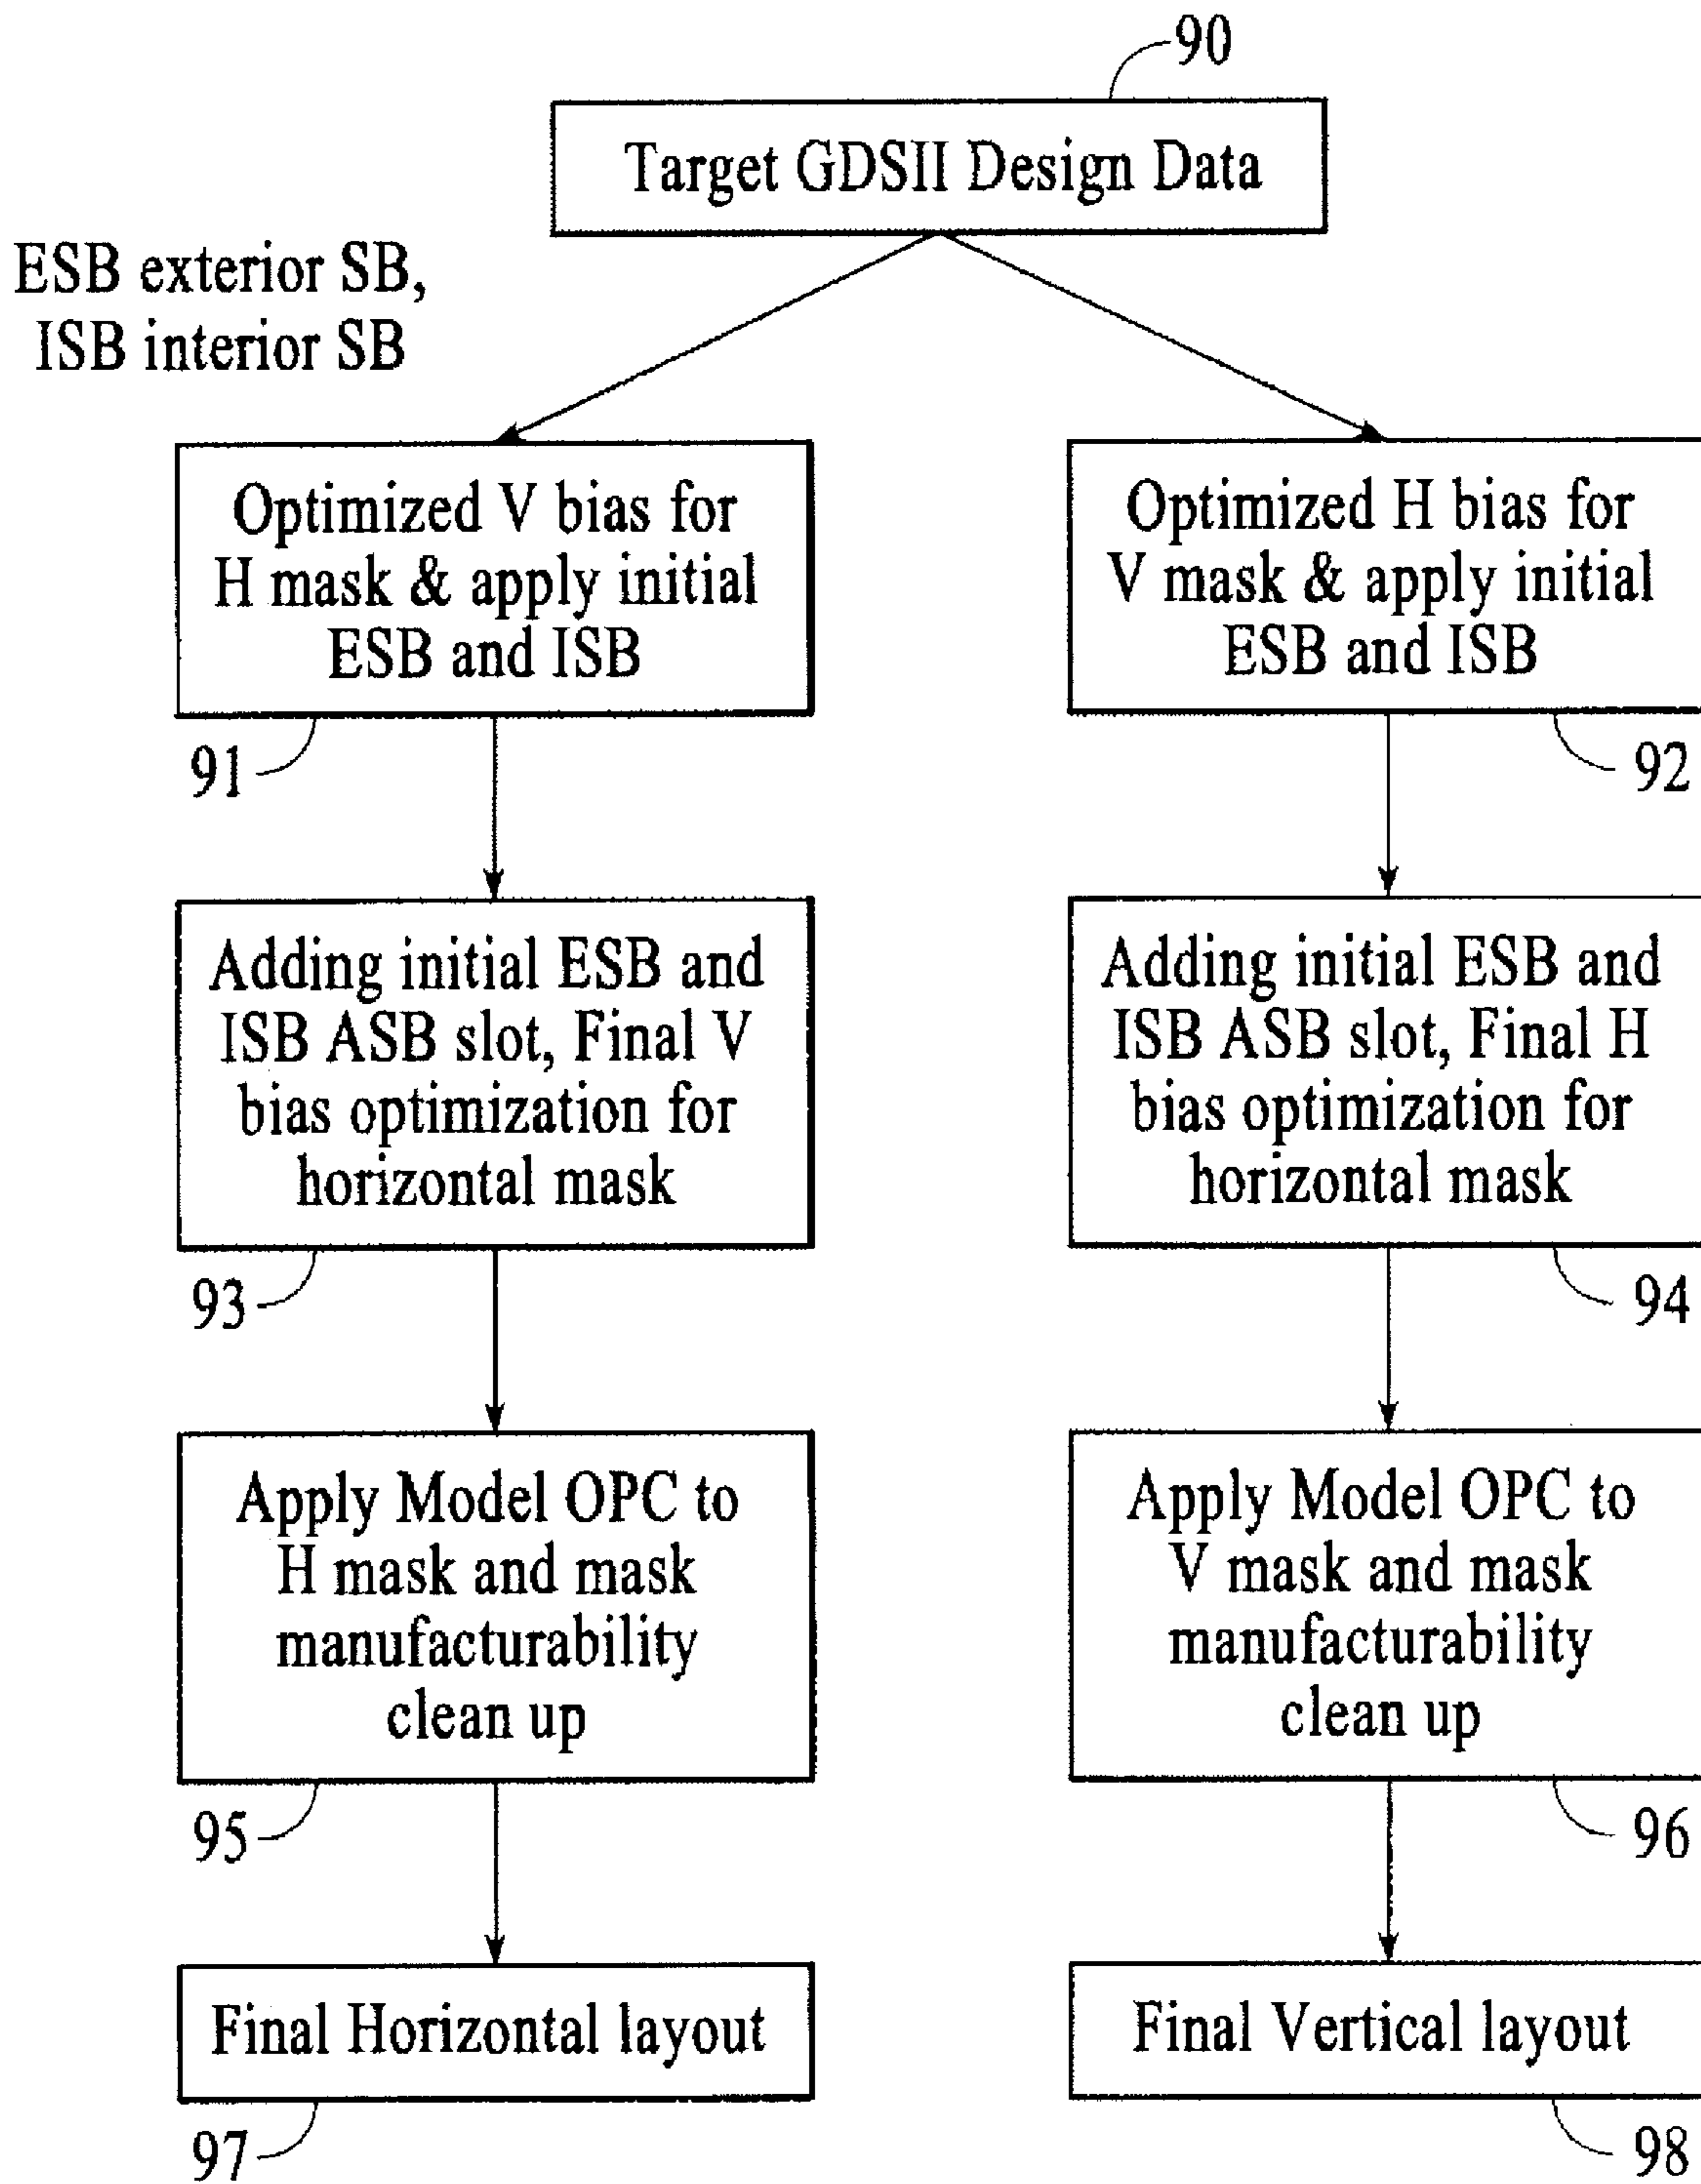 90
Target GDSII Design Data
ESB exterior SB,
ISB interior SB
Optimized V bias for
H mask & apply initial
ESB and ISB
91
Optimized H bias for
V mask & apply initial
ESB and ISB
92
Adding initial ESB and
ISB ASB slot, Final V
bias optimization for
horizontal mask
93
Adding initial ESB and
ISB ASB slot, Final H
bias optimization for
horizontal mask
94
Apply Model OPC to
H mask and mask
manufacturability
clean up
95
Apply Model OPC to
V mask and mask
manufacturability
clean up
96
Final Horizontal layout
97
Final Vertical layout
98